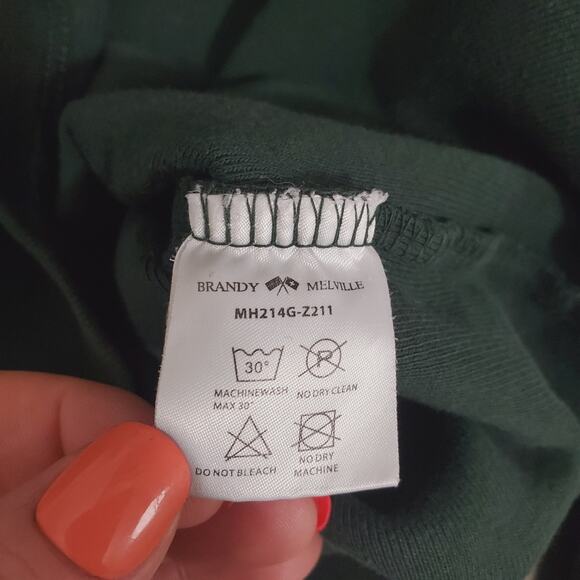 BRANDY MELVILLE
MH214G-Z211
30° P
MACHINEWASH NO DRY CLEAN
MAX 30°
DO NOT BLEACH NO DRY
MACHINE